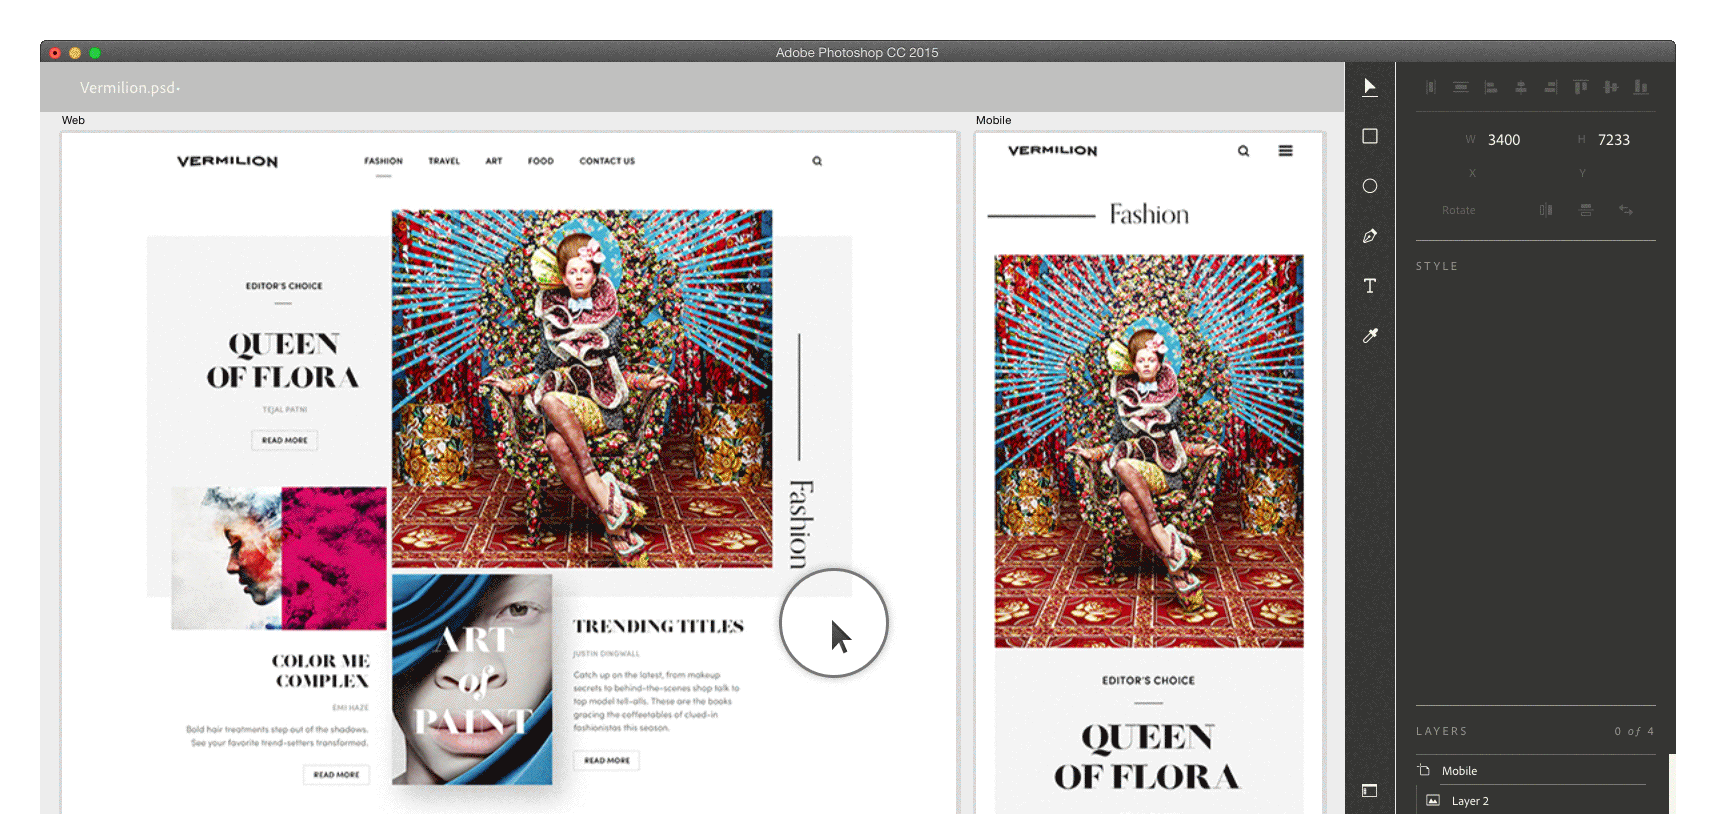 Adobe Photoshop CC 2015
Vermilion.psd•
Web
VERMILION
FASHION TRAVEL ART FOOD CONTACT US
EDITOR'S CHOICE
QUEEN
OF FLORA
TEJAL PATNI
READ MORE
Fashion
COLOR ME
COMPLEX
EMI HAZE
Bold hair treatments step out of the shadows.
See your favorite trend-setters transformed.
READ MORE
ART
of
PAINT
TRENDING TITLES
JUSTIN DINGWALL
Catch up on the latest, from makeup
secrets to behind-the-scenes shop talk to
top model tell-alls. These are the books
gracing the coffeetables of clued-in
fashionistas this season.
READ MORE
Mobile
VERMILION
Fashion
EDITOR'S CHOICE
QUEEN
OF FLORA
T
W 3400 H 7233
X Y
Rotate
STYLE
LAYERS 0 of 4
Mobile
Layer 2